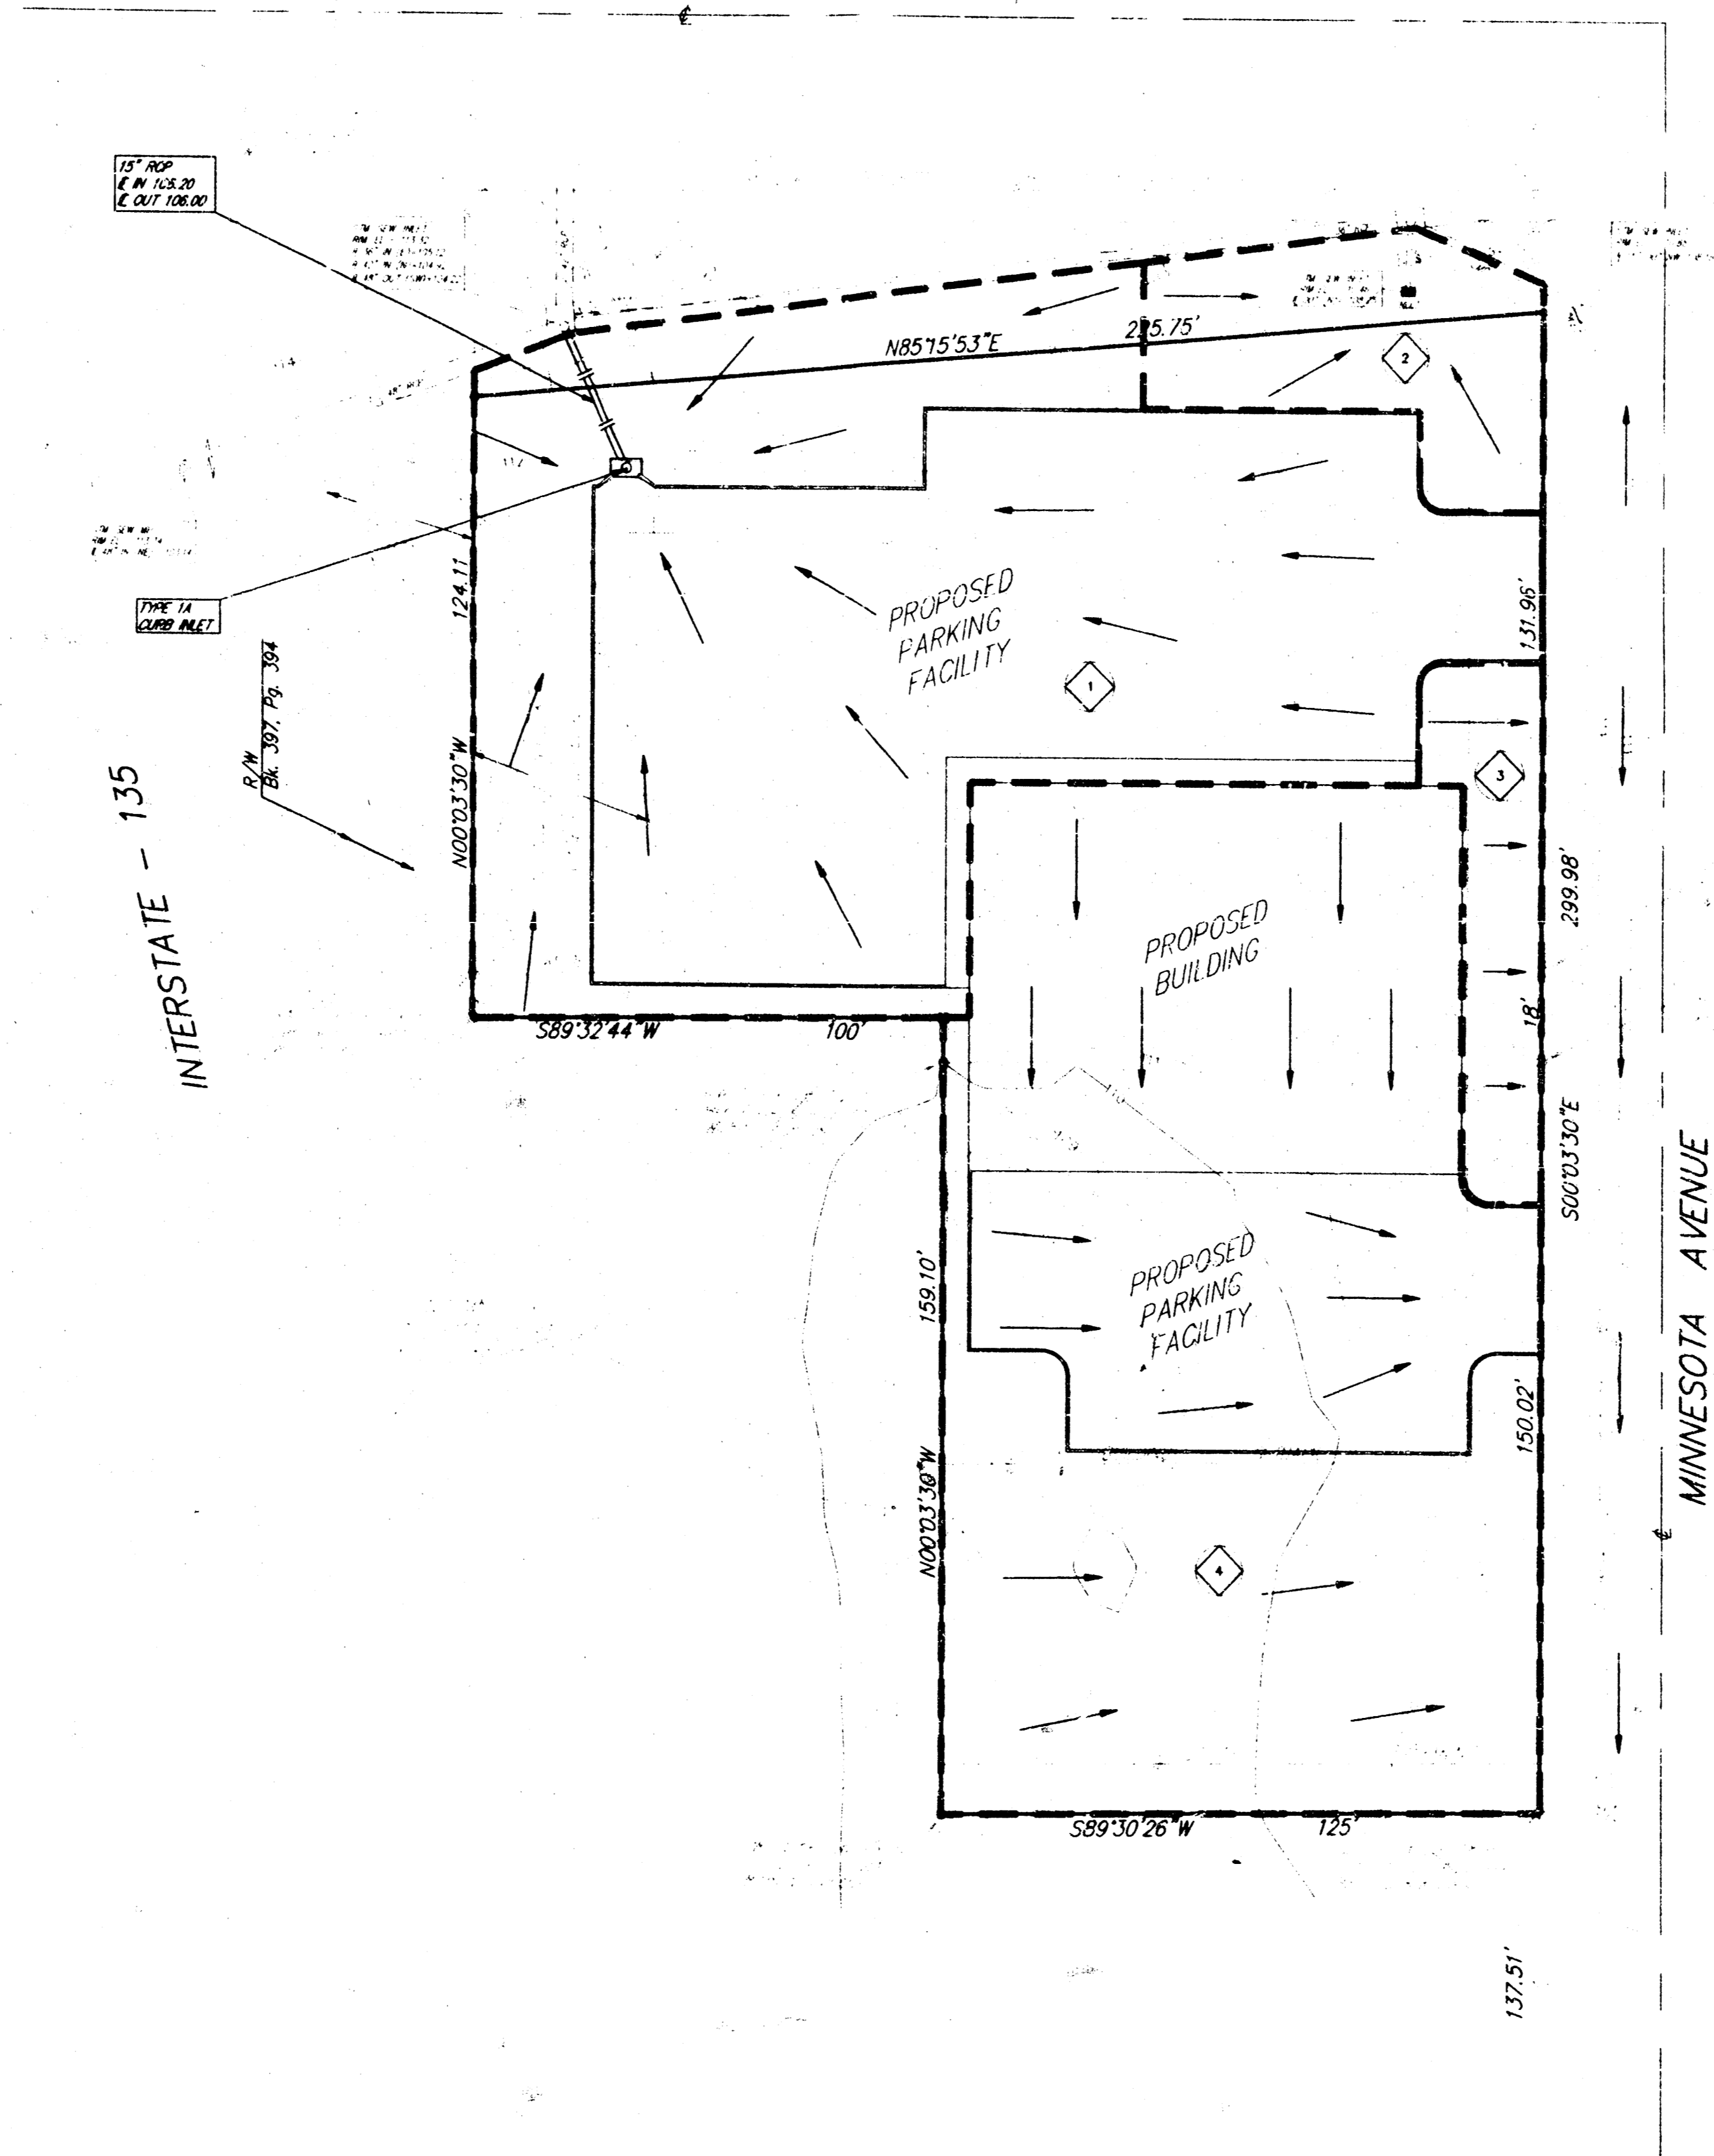 15" RCP
℄ IN 106.20
℄ OUT 106.00
N85°15'53"E
225.75'
2
TYPE 1A
CURB INLET
124.11
131.96'
PROPOSED
PARKING
FACILITY
1
R/W
Bk. 397, Pg. 394
N00°03'30"W
3
INTERSTATE - 135
299.98'
PROPOSED
BUILDING
18'
S89°32'44"W
100'
S00°03'30"E
MINNESOTA AVENUE
159.10'
PROPOSED
PARKING
FACILITY
150.02'
N00°03'30"W
4
S89°30'26"W
125'
137.51'